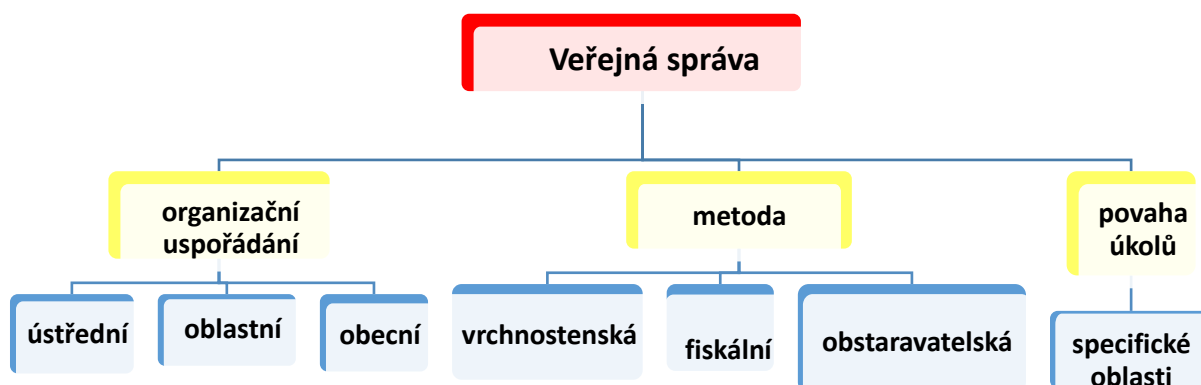 Veřejná správa
organizační
uspořádání
metoda
povaha
úkolů
ústřední
oblastní
obecní
vrchnostenská
fiskální
obstaravatelská
specifické
oblasti